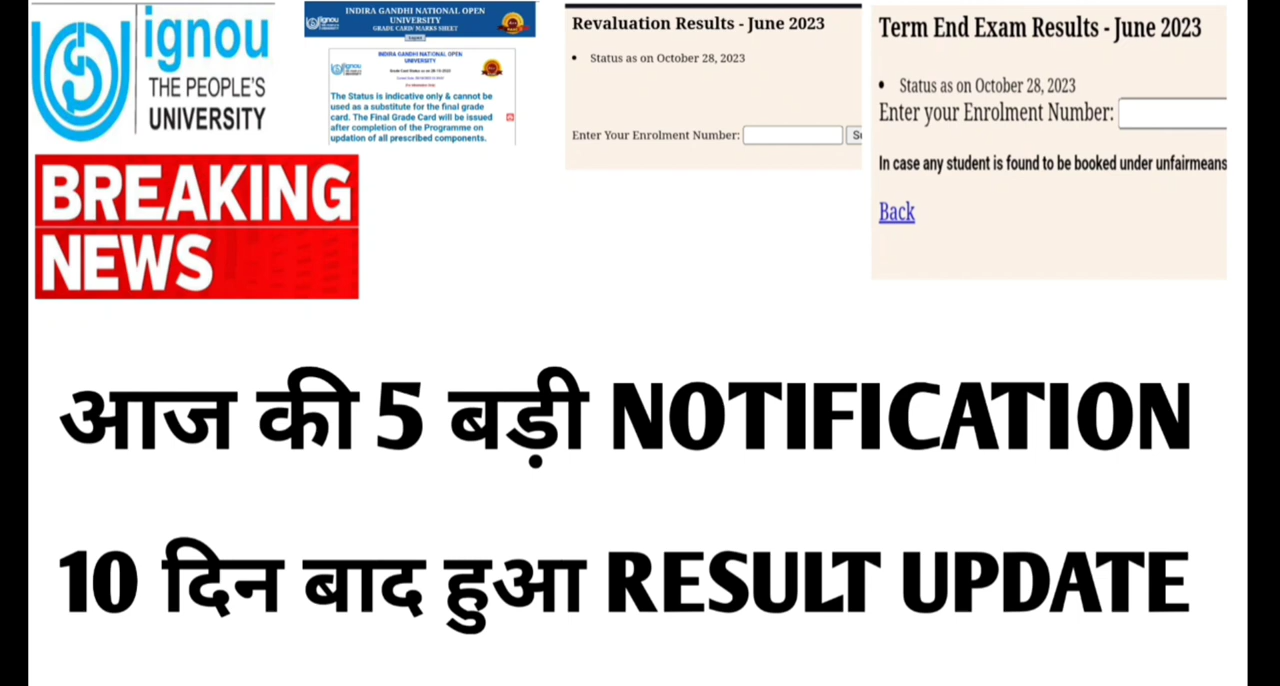 ignou
THE PEOPLE'S
UNIVERSITY
INDIRA GANDHI NATIONAL OPEN
UNIVERSITY
GRADE CARD/ MARKS SHEET
INDIRA GANDHI NATIONAL OPEN
UNIVERSITY
The Status is indicative only & cannot be
used as a substitute for the final grade
card. The Final Grade Card will be issued
after completion of the Programme on
updation of all prescribed components.
Revaluation Results - June 2023
• Status as on October 28, 2023
Enter Your Enrolment Number:
Term End Exam Results - June 2023
• Status as on October 28, 2023
Enter your Enrolment Number:
In case any student is found to be booked under unfairmeans
Back
BREAKING
NEWS
आज की 5 बड़ी NOTIFICATION
10 दिन बाद हुआ RESULT UPDATE